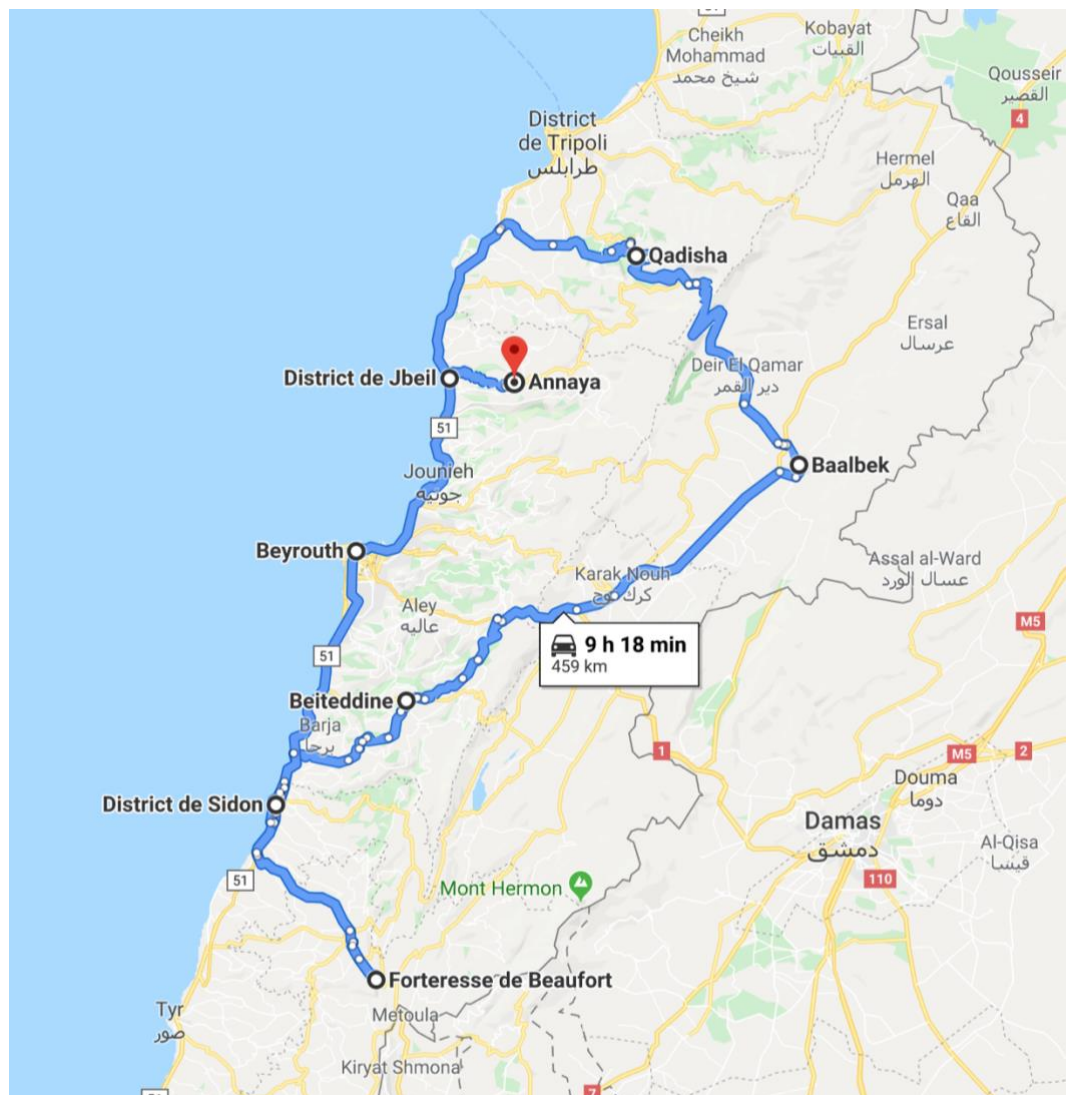 51
Kobayat
القبيات
Cheikh
Mohammad
شيخ محمد
Qousseir
القصير
4
District
de Tripoli
طرابلس
Hermel
الهرمل
Qaa
القاع
Qadisha
Ersal
عرسال
Deir El Qamar
دير القمر
District de Jbeil
Annaya
51
Jounieh
جونيه
Baalbek
Beyrouth
Assal al-Ward
عسال الورد
Karak Nouh
كرك نوح
Aley
عاليه
M5
9 h 18 min
459 km
51
Beiteddine
Barja
برجا
1
M5
2
Douma
دوما
District de Sidon
Damas
دمشق
Al-Qisa
قيسا
51
110
Mont Hermon
Forteresse de Beaufort
Tyr
صور
Metoula
Kiryat Shmona
7